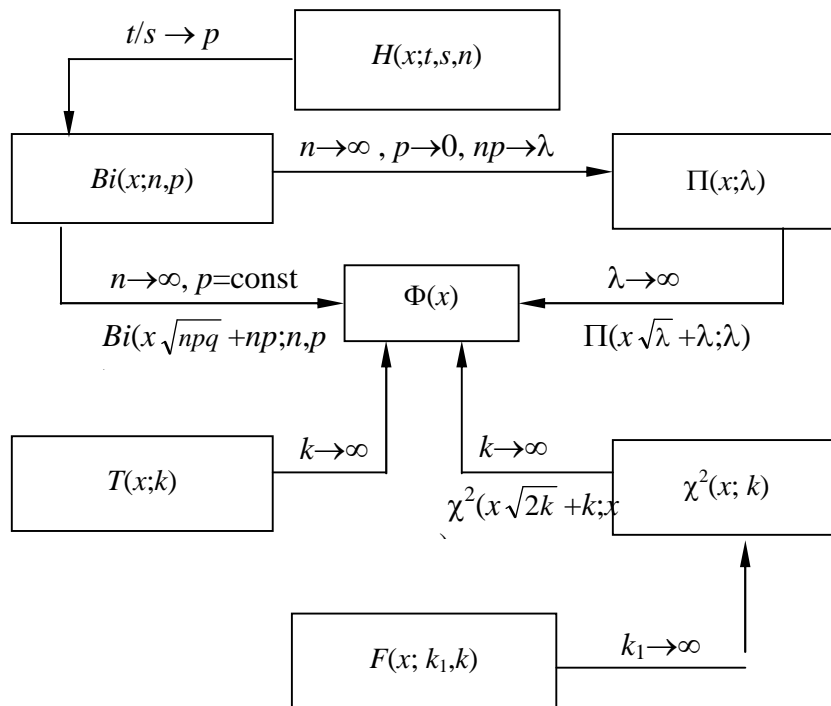 t/s → p
H(x;t,s,n)
Bi(x;n,p)
n→∞ , p→0, np→λ
Π(x;λ)
n→∞, p=const
Φ(x)
λ→∞
Bi(x√npq +np;n,p
Π(x√λ +λ;λ)
T(x;k)
k→∞
k→∞
χ²(x; k)
χ²(x√2k +k;x
F(x; k₁,k)
k₁→∞